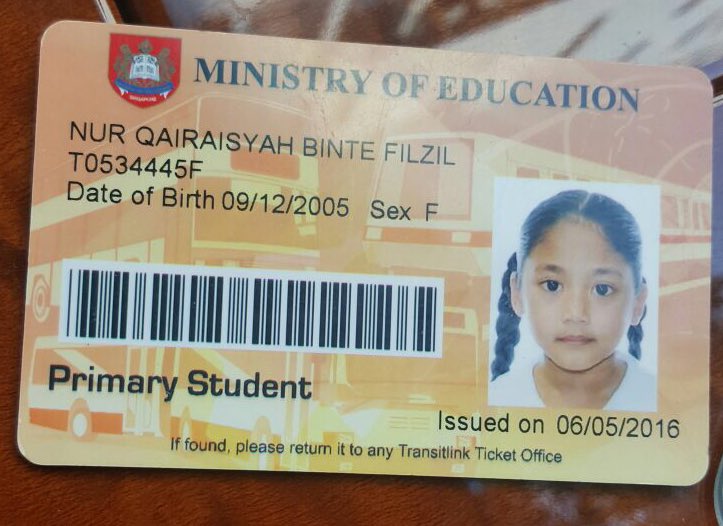 MINISTRY OF EDUCATION
NUR QAIRAISYAH BINTE FILZIL
T0534445F
Date of Birth 09/12/2005 Sex F
Primary Student
Issued on 06/05/2016
If found, please return it to any Transitlink Ticket Office